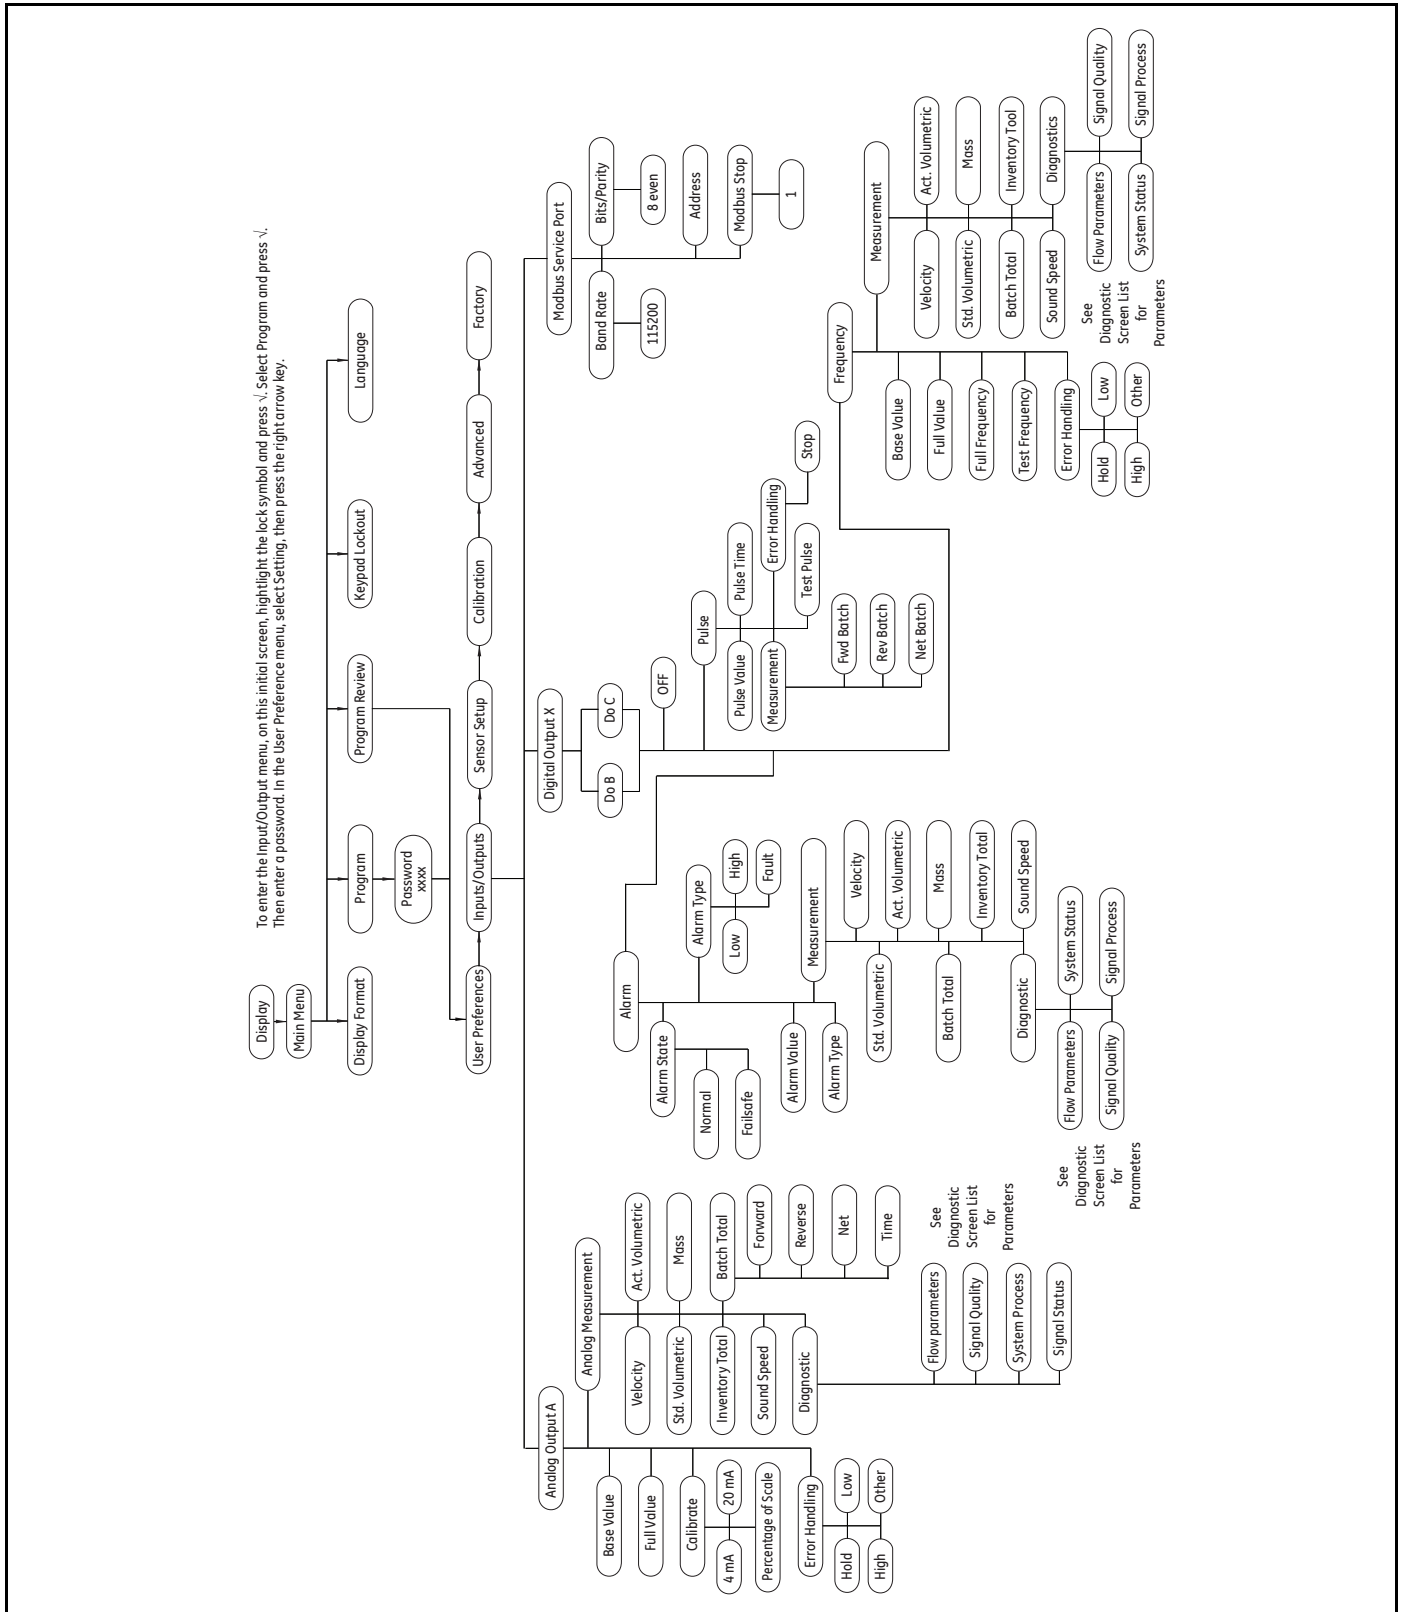 To enter the Input/Output menu, on this initial screen, hightlight the lock symbol and press √. Select Program and press √.
Then enter a password. In the User Preference menu, select Setting, then press the right arrow key.
Display
Main Menu
Display Format
Program
Program Review
Keypad Lockout
Language
Password
xxxx
User Preferences
Inputs/Outputs
Sensor Setup
Calibration
Advanced
Factory
Analog Output A
Base Value
Full Value
Calibrate
4 mA
20 mA
Percentage of Scale
Error Handling
Hold
Low
High
Other
Analog Measurement
Velocity
Act. Volumetric
Std. Volumetric
Mass
Inventory Total
Batch Total
Forward
Reverse
Net
Time
Sound Speed
Diagnostic
Flow parameters
Signal Quality
System Process
Signal Status
See
Diagnostic
Screen List
for
Parameters
Digital Output X
Do B
Do C
OFF
Pulse
Pulse Value
Pulse Time
Measurement
Error Handling
Stop
Test Pulse
Fwd Batch
Rev Batch
Net Batch
Alarm
Alarm State
Normal
Failsafe
Alarm Type
Low
High
Fault
Alarm Value
Alarm Type
Measurement
Velocity
Std. Volumetric
Act. Volumetric
Mass
Batch Total
Inventory Total
Diagnostic
Sound Speed
Flow Parameters
System Status
Signal Quality
Signal Process
See
Diagnostic
Screen List
for
Parameters
Frequency
Base Value
Full Value
Full Frequency
Test Frequency
Error Handling
Hold
Low
High
Other
Measurement
Velocity
Act. Volumetric
Std. Volumetric
Mass
Batch Total
Inventory Tool
Sound Speed
Diagnostics
Flow Parameters
Signal Quality
System Status
Signal Process
See
Diagnostic
Screen List
for
Parameters
Modbus Service Port
Band Rate
115200
Bits/Parity
8 even
Address
Modbus Stop
1